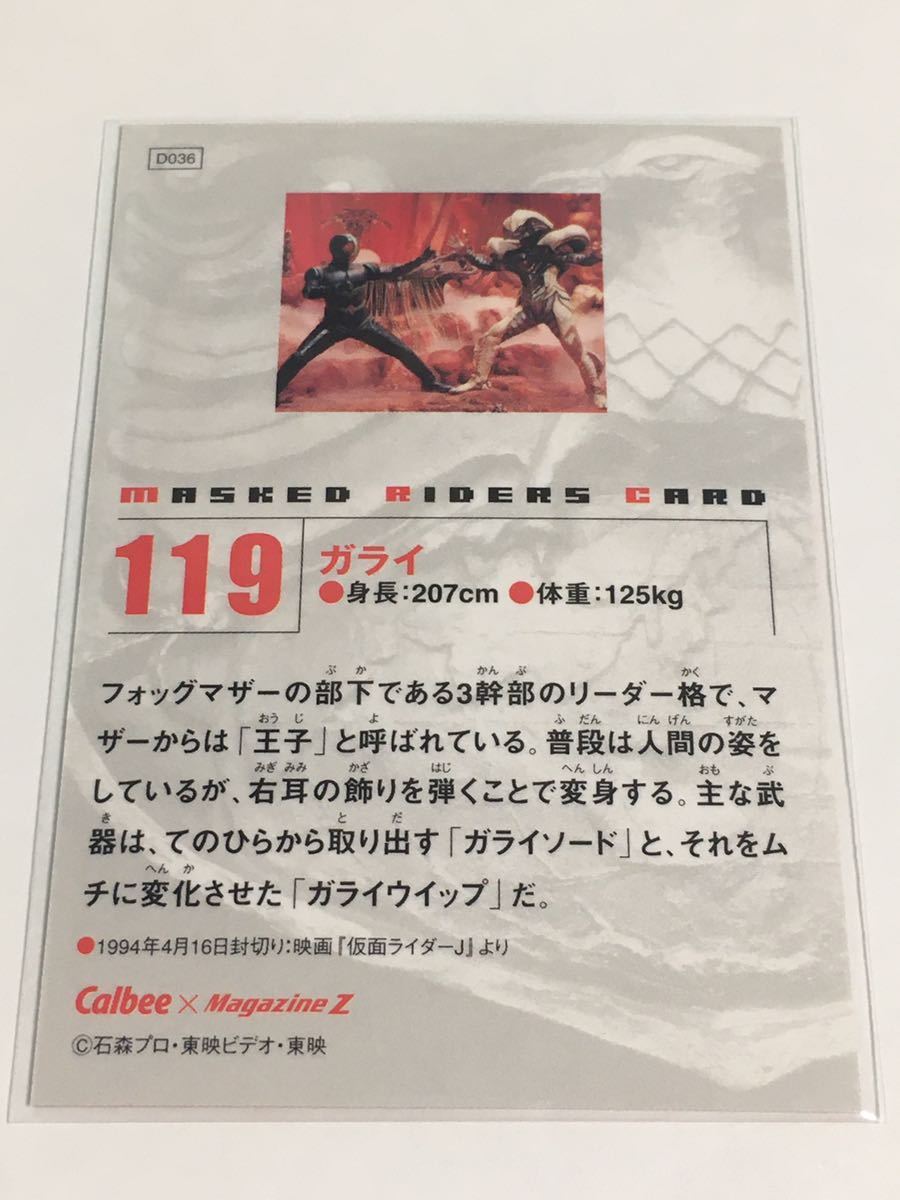 D036
MASKED RIDERS CARD
119
ガライ
●身長:207cm ●体重:125kg
フォッグマザーの部下である3幹部のリーダー格で、マ
ザーからは「王子」と呼ばれている。普段は人間の姿を
しているが、右耳の飾りを弾くことで変身する。主な武
器は、てのひらから取り出す「ガライソード」と、それをム
チに変化させた「ガライウイップ」だ。
●1994年4月16日封切り:映画『仮面ライダーJ』より
Calbee × Magazine Z
©石森プロ・東映ビデオ・東映